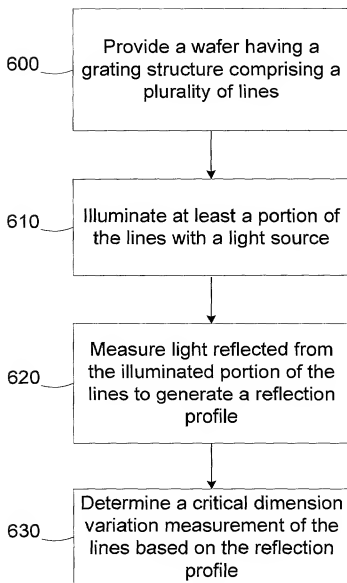 600
Provide a wafer having a
grating structure comprising a
plurality of lines
610
Illuminate at least a portion of
the lines with a light source
620
Measure light reflected from
the illuminated portion of the
lines to generate a reflection
profile
630
Determine a critical dimension
variation measurement of the
lines based on the reflection
profile